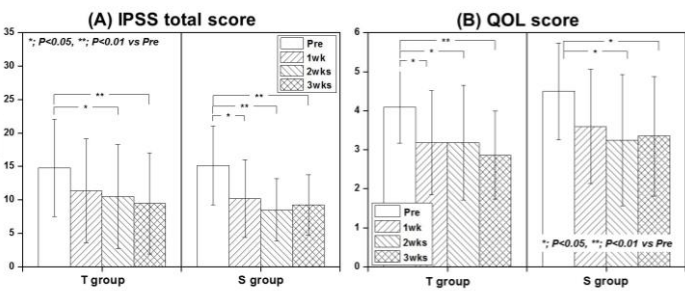 (A) IPSS total score
*; P<0.05, **; P<0.01 vs Pre
Pre
1wk
2wks
3wks
35
30
25
20
15
10
5
0
**
*
**
**
*
T group
S group
(B) QOL score
6
5
4
3
2
1
0
**
*
*
*
*
Pre
1wk
2wks
3wks
*; P<0.05, **; P<0.01 vs Pre
T group
S group